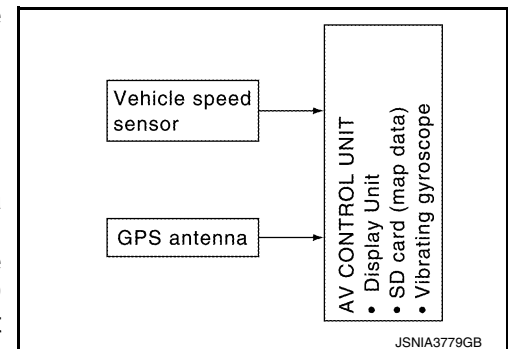 Vehicle speed
sensor
GPS antenna
AV CONTROL UNIT
• Display Unit
• SD card (map data)
• Vibrating gyroscope
JSNIA3779GB